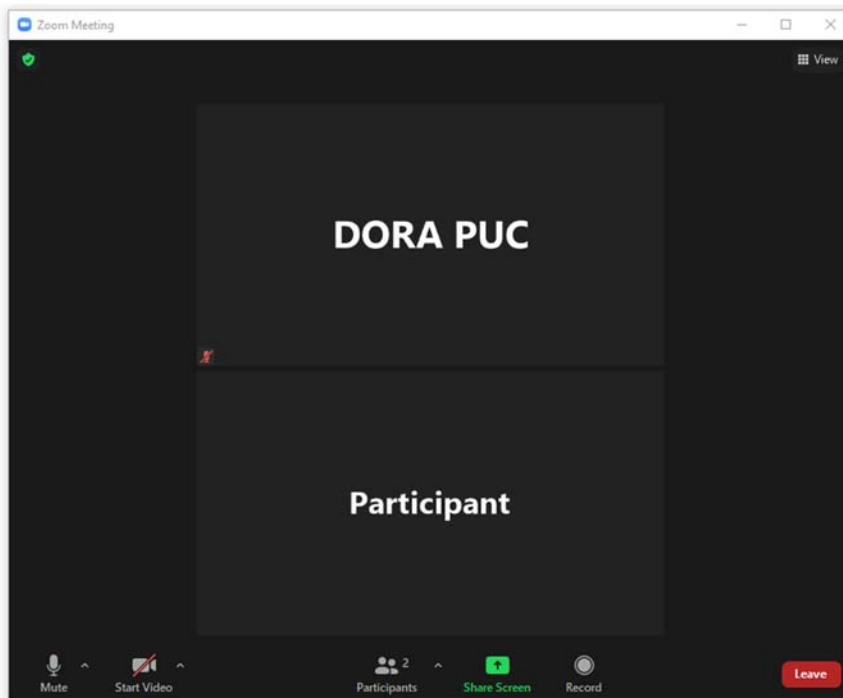 Zoom Meeting
View
DORA PUC
Participant
Mute
Start Video
Participants
2
Share Screen
Record
Leave